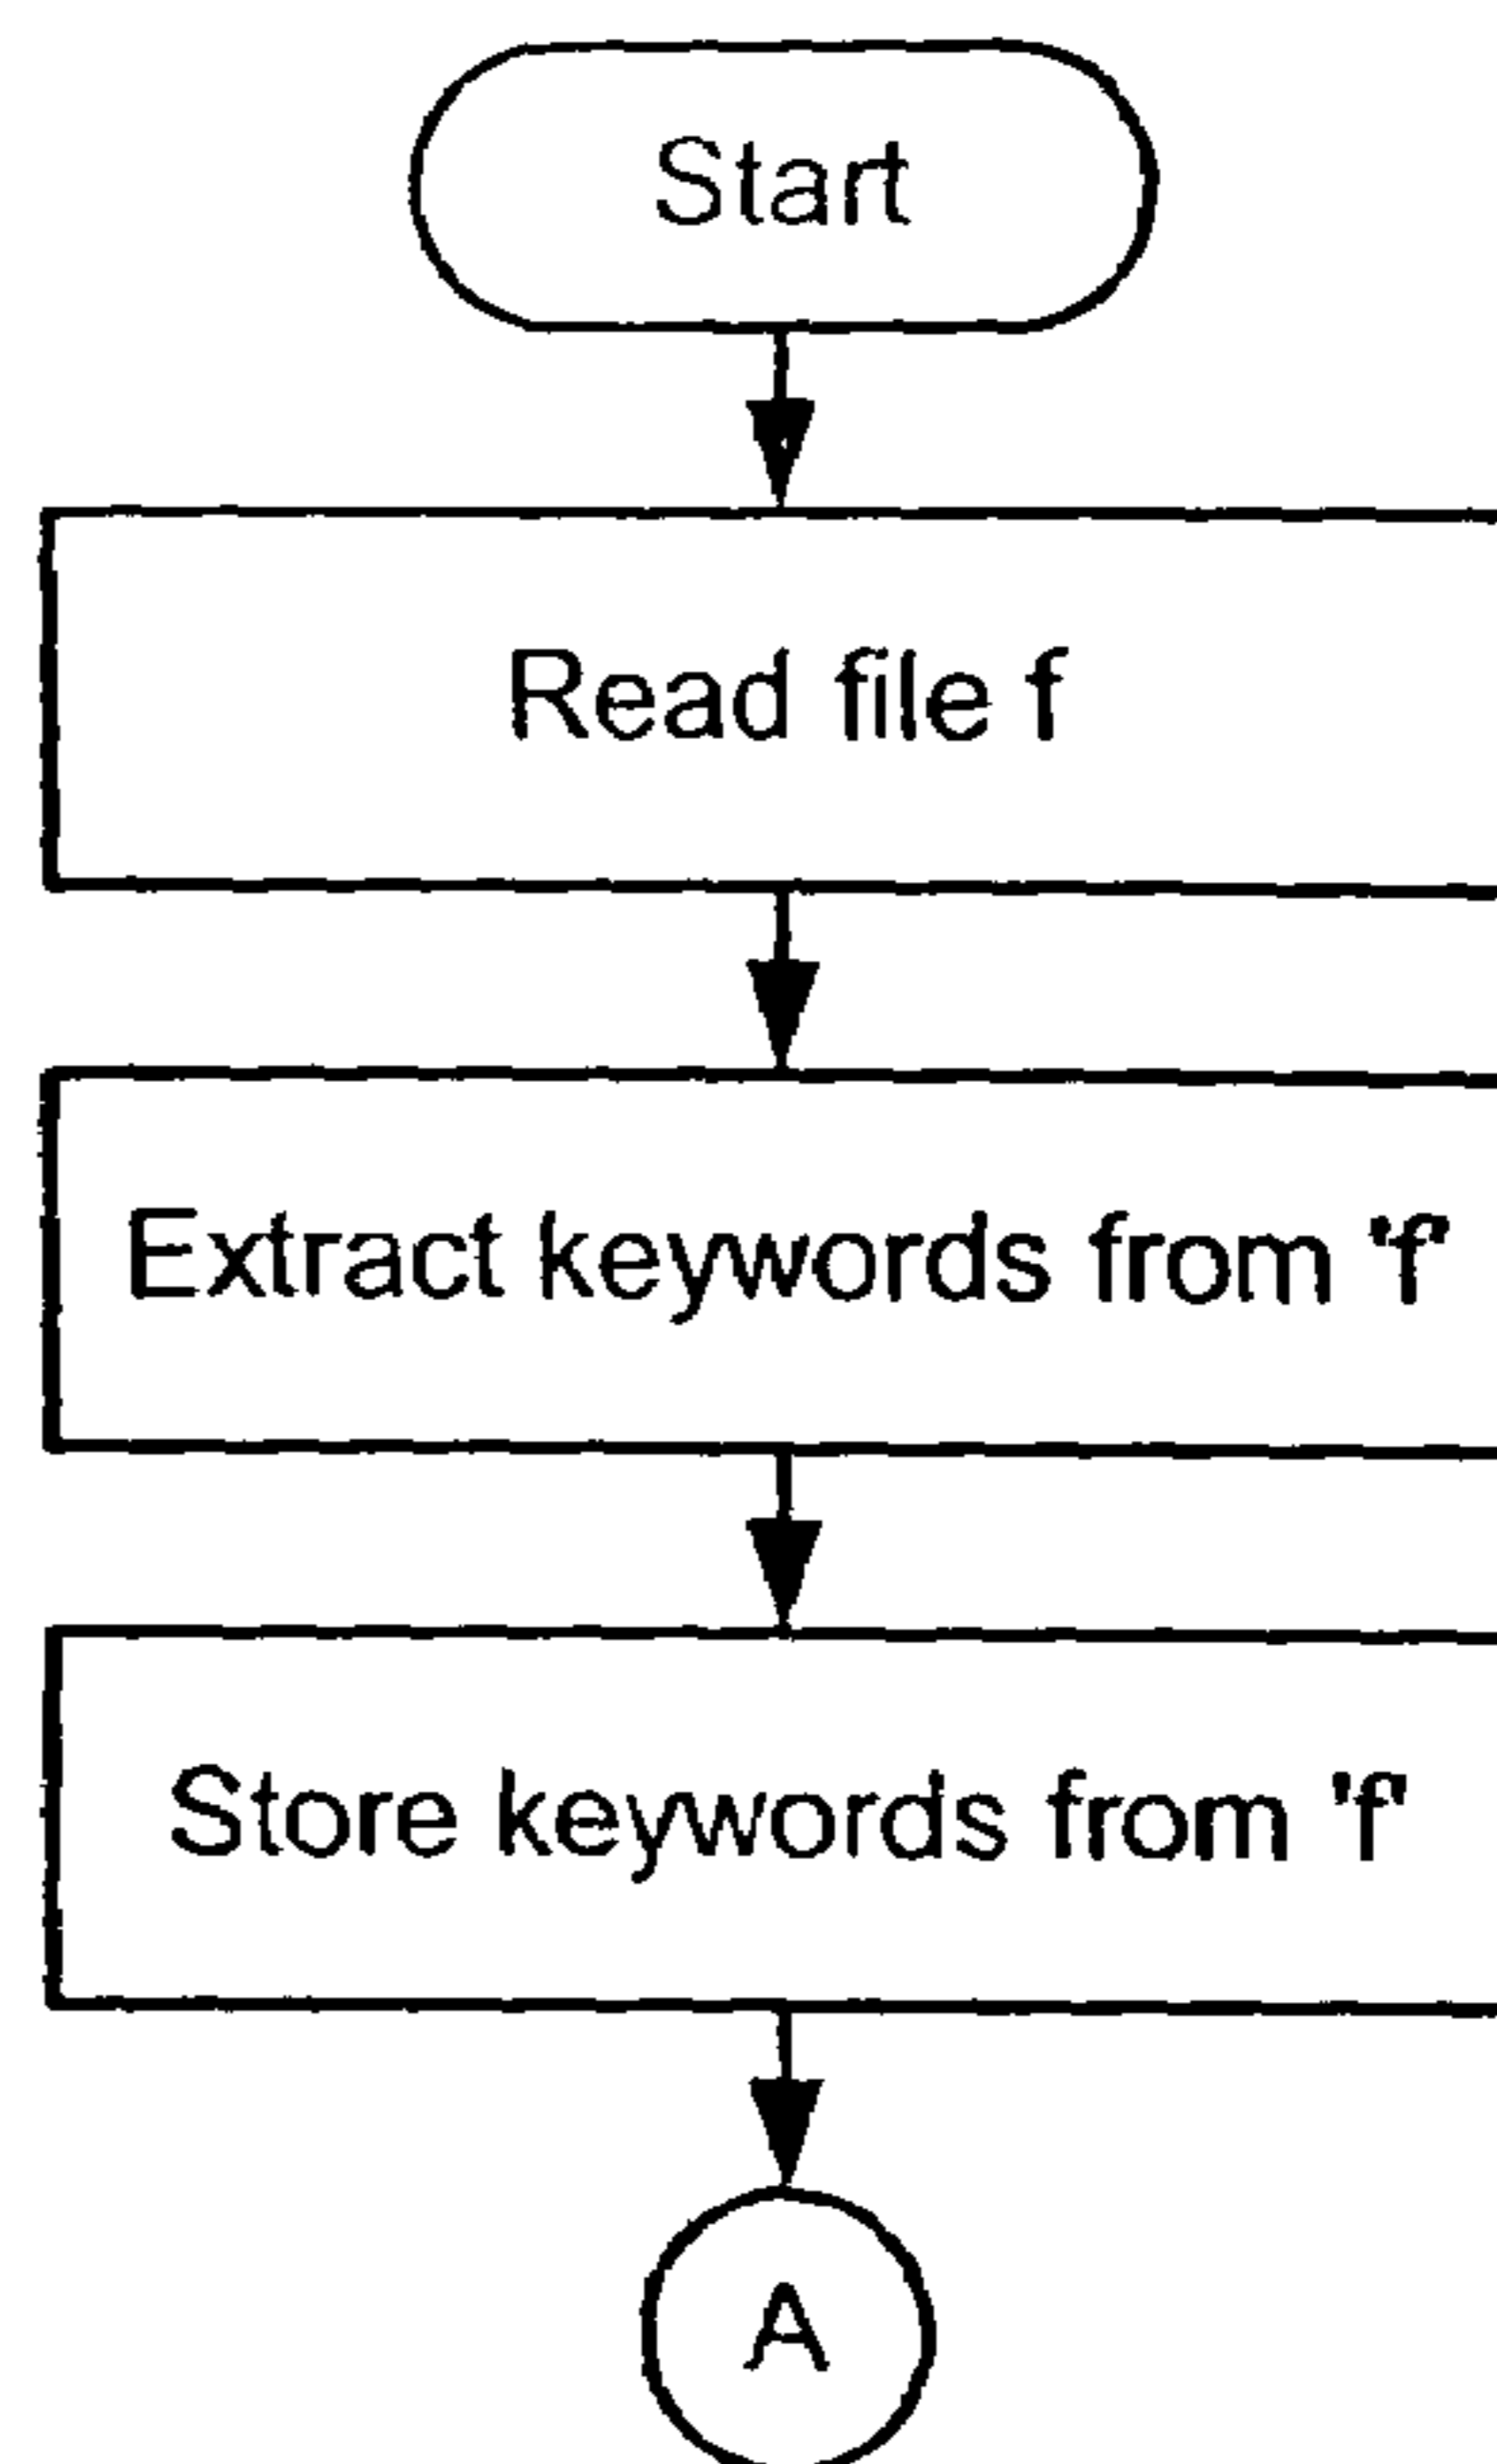 Start
Read file f
Extract keywords from 'f'
Store keywords from 'f'
A